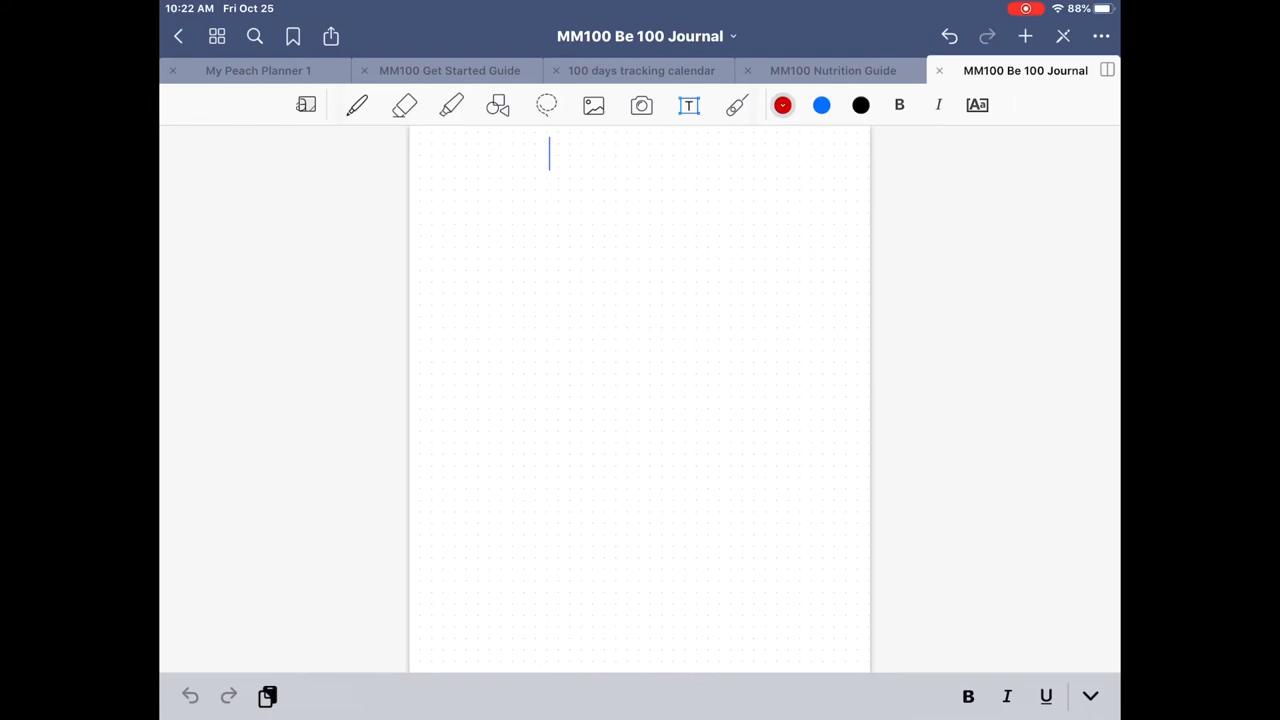 10:22 AM Fri Oct 25
88%
MM100 Be 100 Journal
My Peach Planner 1
MM100 Get Started Guide
100 days tracking calendar
MM100 Nutrition Guide
MM100 Be 100 Journal
T
B I Aa
B I U